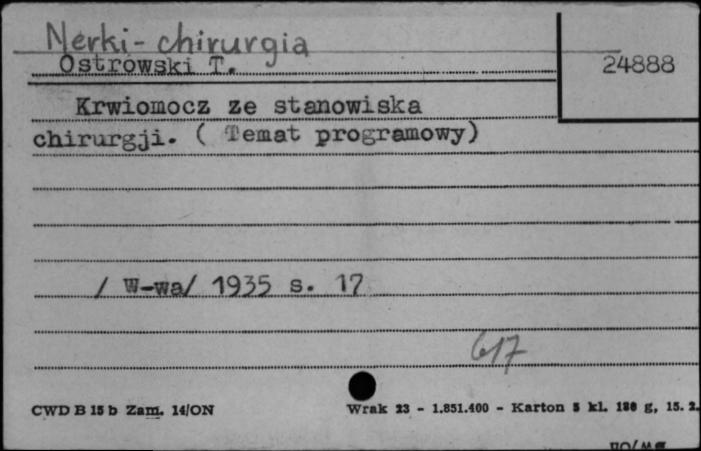 Nerki - chirurgia
Ostrowski T.
24888
Krwiomocz ze stanowiska
chirurgji. ( Temat programowy)
/ W-wa/ 1935 s. 17
617
CWD B 15 b Zam. 14/ON
Wrak 23 - 1.851.400 - Karton 5 kl. 180 g, 15. 2.